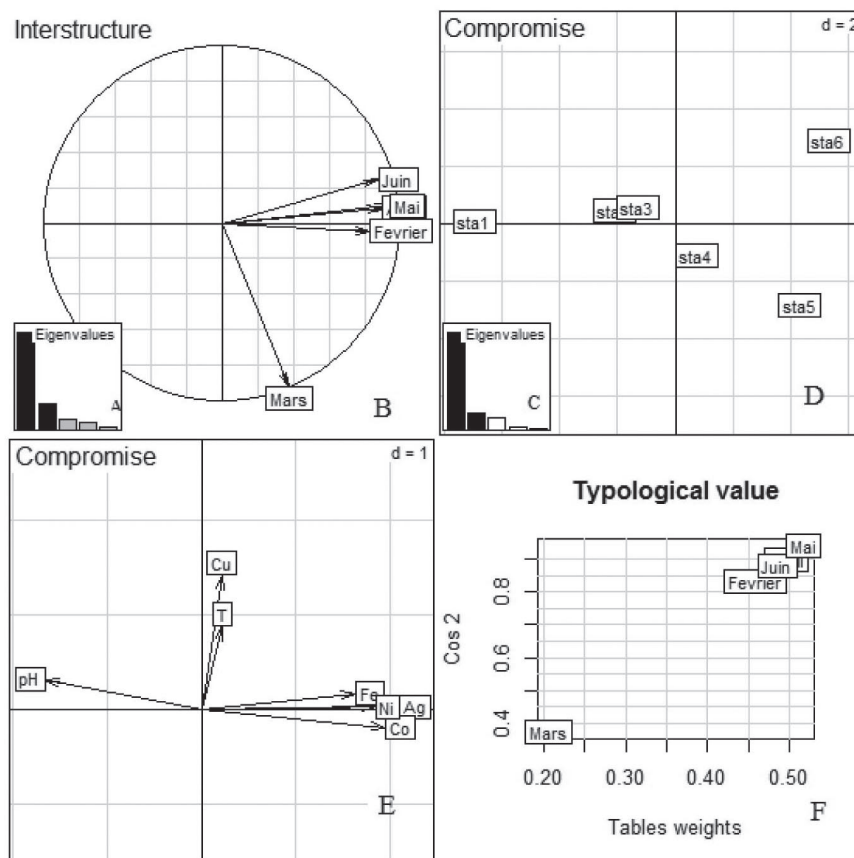 Interstructure
Juin
Mai
Fevrier
Mars
Eigenvalues
A
B
Compromise
d = 2
sta6
sta3
sta1
sta4
sta5
Eigenvalues
C
D
Compromise
d = 1
Cu
T
pH
Fe
Ni
Ag
Co
E
Typological value
Mai
Juin
Fevrier
Mars
Cos 2
0.4
0.6
0.8
0.20
0.30
0.40
0.50
Tables weights
F